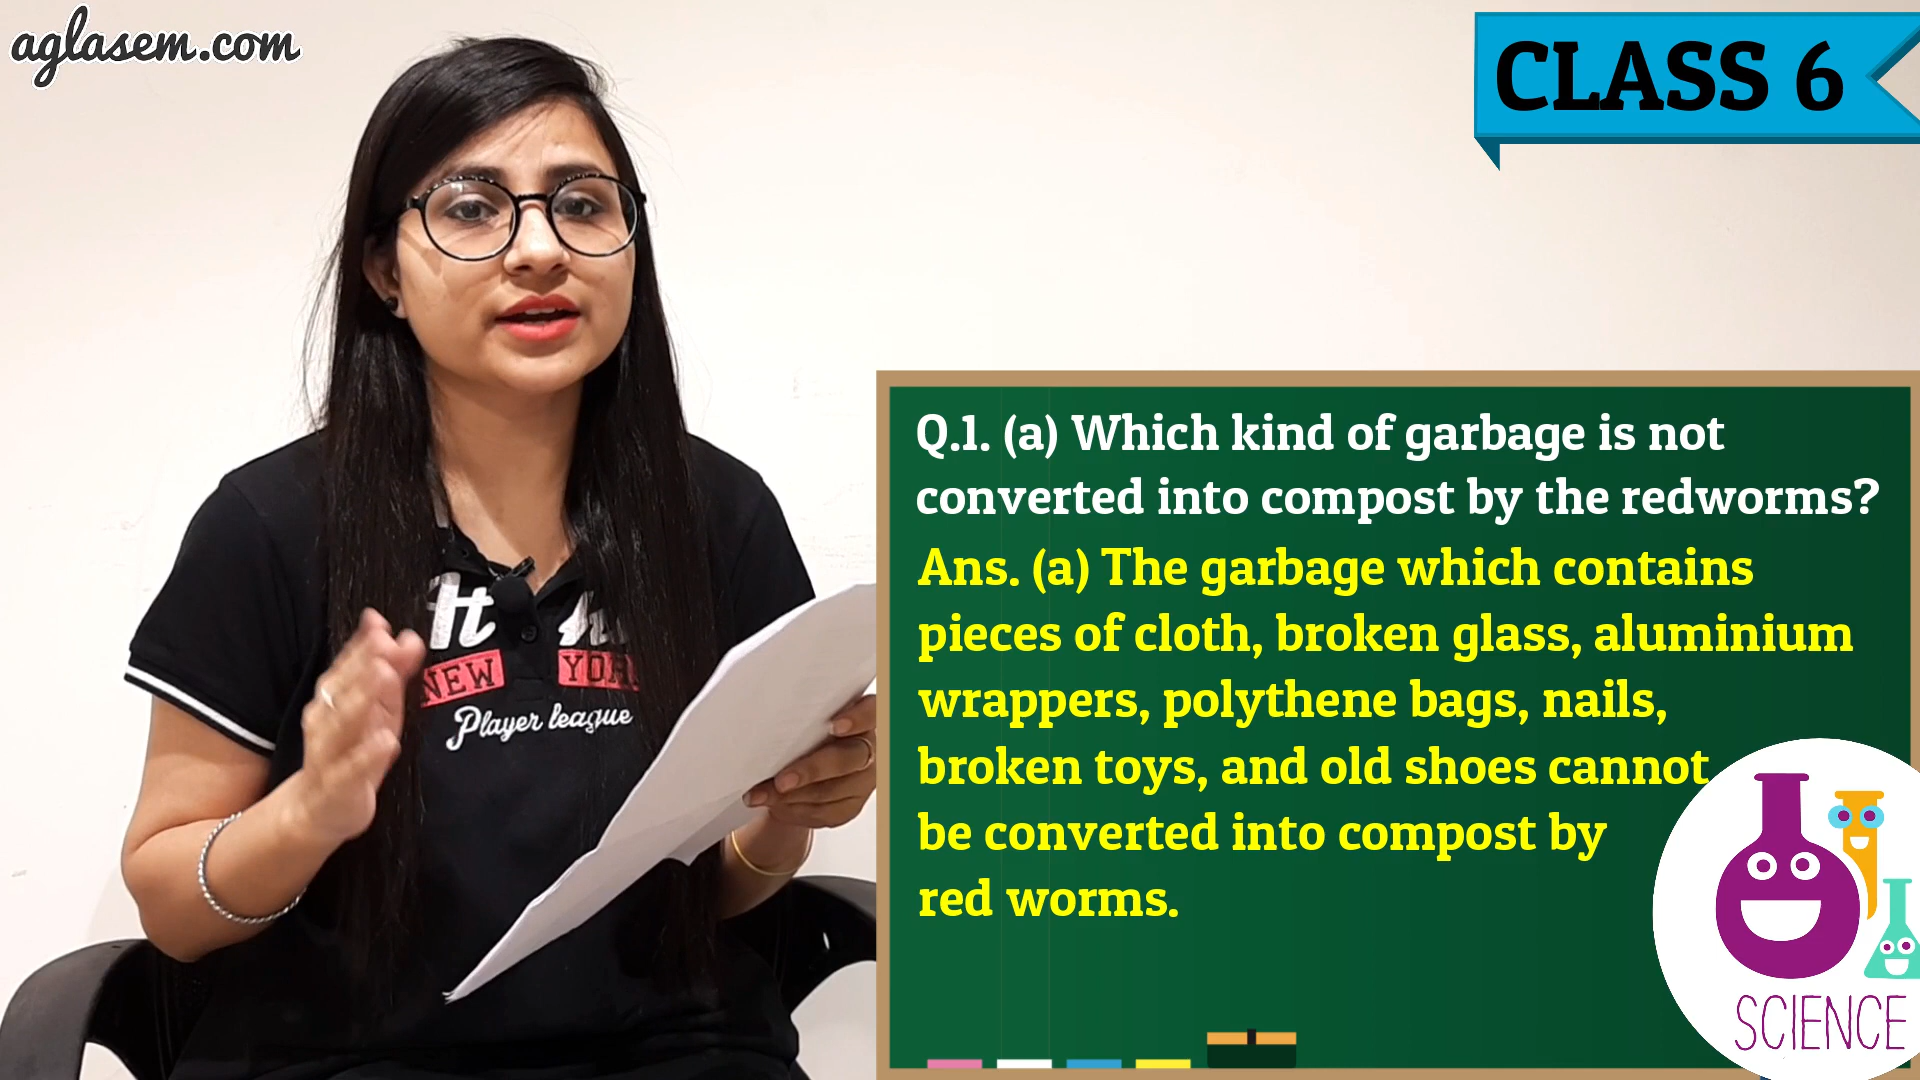 aglasem.com
CLASS 6
Q.1. (a) Which kind of garbage is not
converted into compost by the redworms?
Ans. (a) The garbage which contains
pieces of cloth, broken glass, aluminium
wrappers, polythene bags, nails,
broken toys, and old shoes cannot
be converted into compost by
red worms.
NEW
Player league
SCIENCE